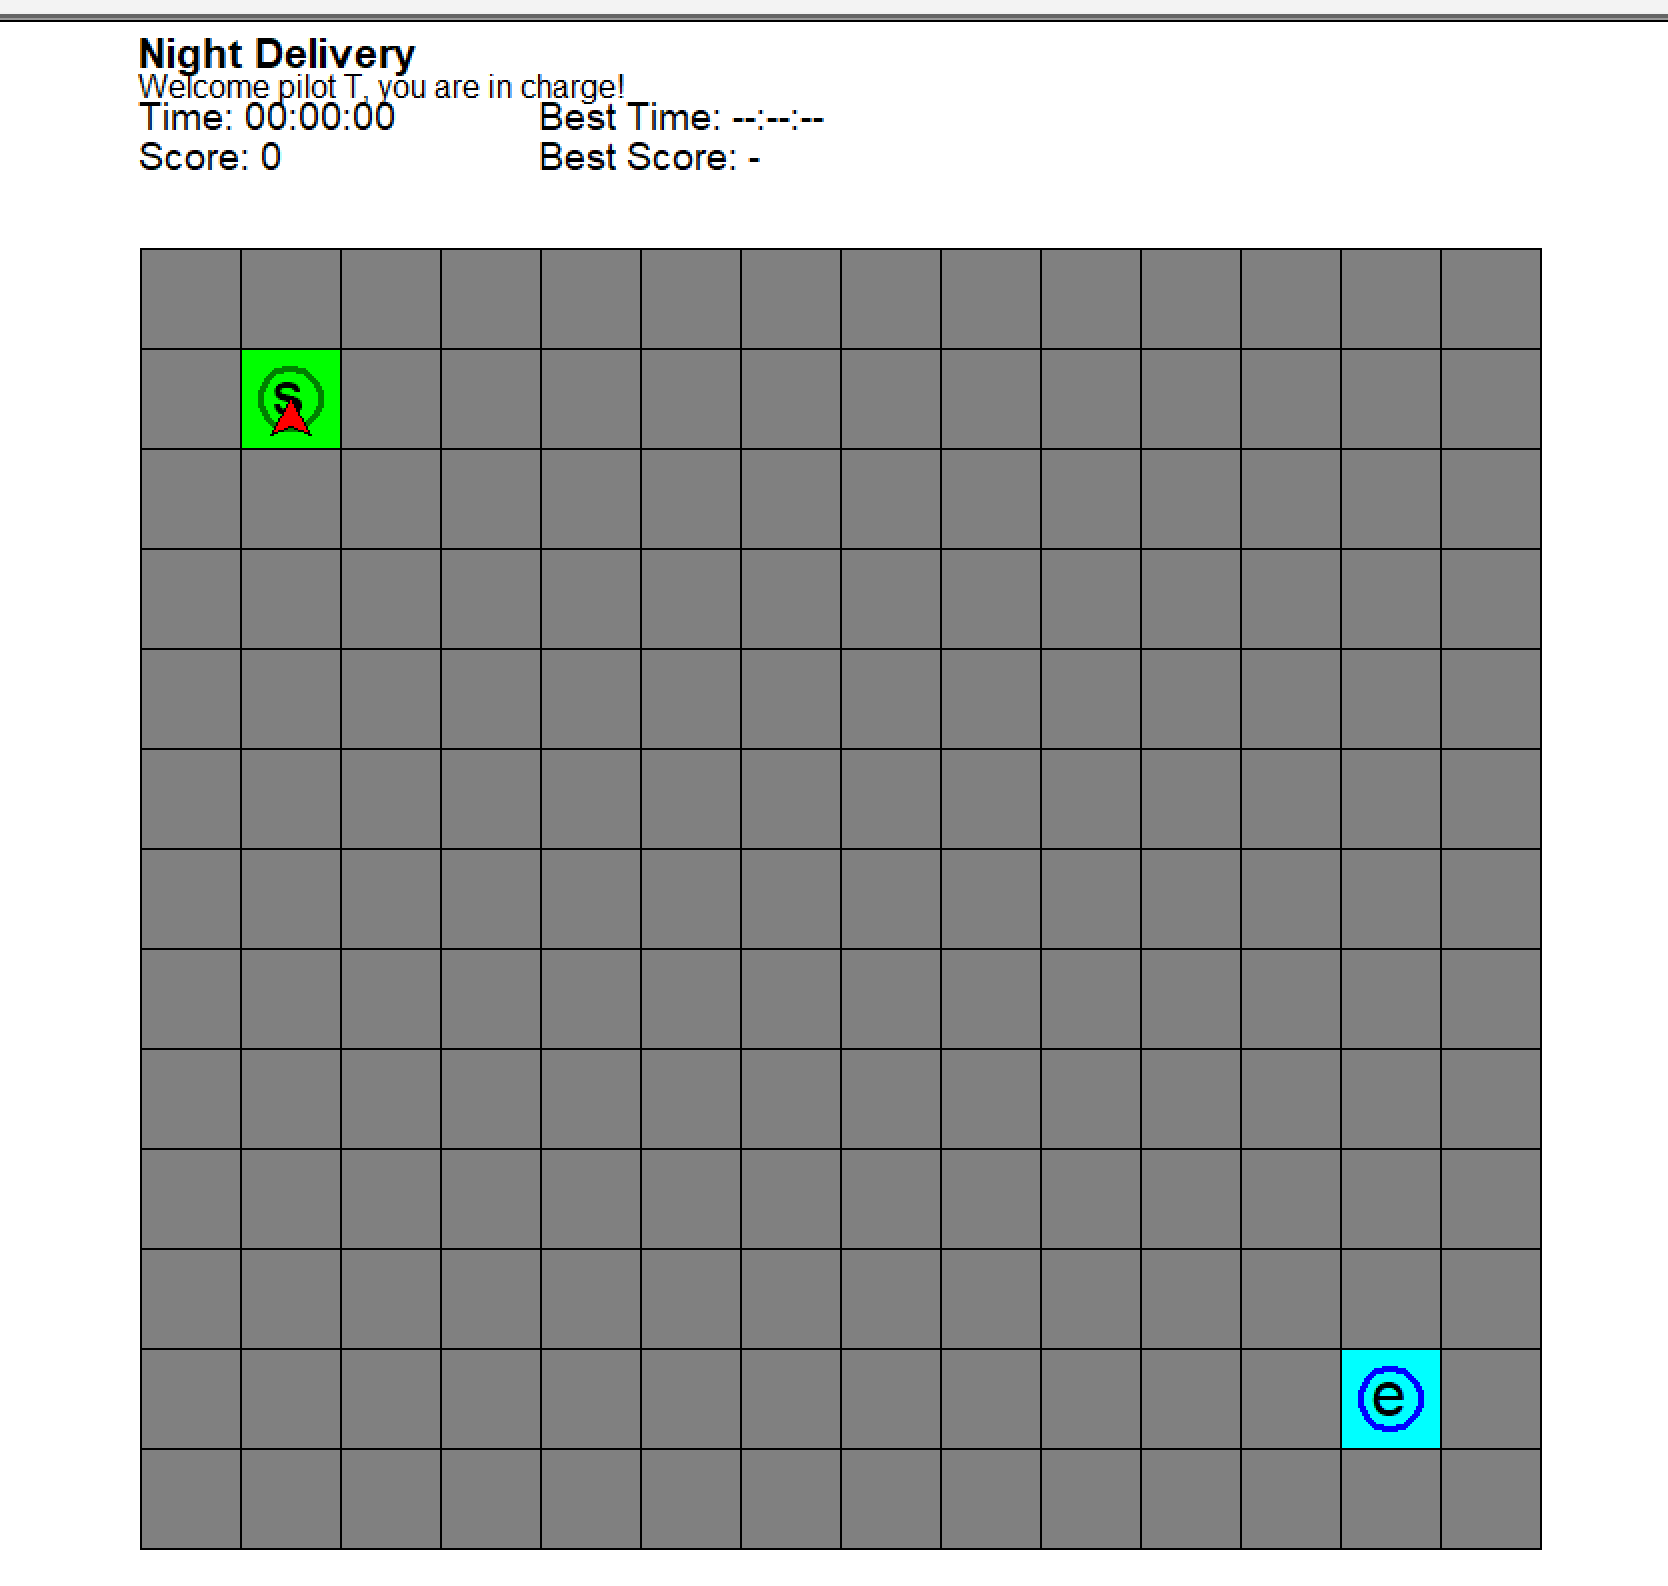 Night Delivery
Welcome pilot T, you are in charge!
Time: 00:00:00 Best Time: --:--:--
Score: 0 Best Score: -
S
e